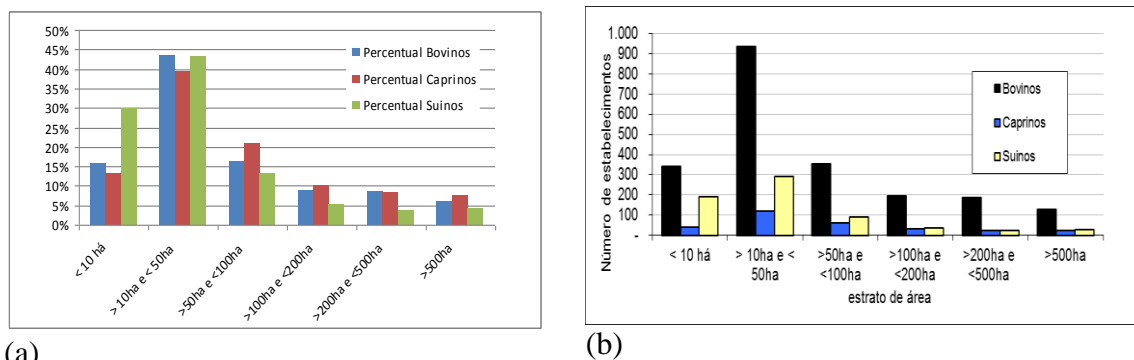 50%
45%
40%
35%
30%
25%
20%
15%
10%
5%
0%
Percentual Bovinos
Percentual Caprinos
Percentual Suinos
< 10 há
> 10ha e < 50ha
>50ha e <100ha
>100ha e <200ha
>200ha e <500ha
>500ha
(a)
Número de estabelecimentos
1.000
900
800
700
600
500
400
300
200
100
-
Bovinos
Caprinos
Suinos
< 10 há
> 10ha e <
50ha
>50ha e
<100ha
>100ha e
<200ha
>200ha e
<500ha
>500ha
estrato de área
(b)